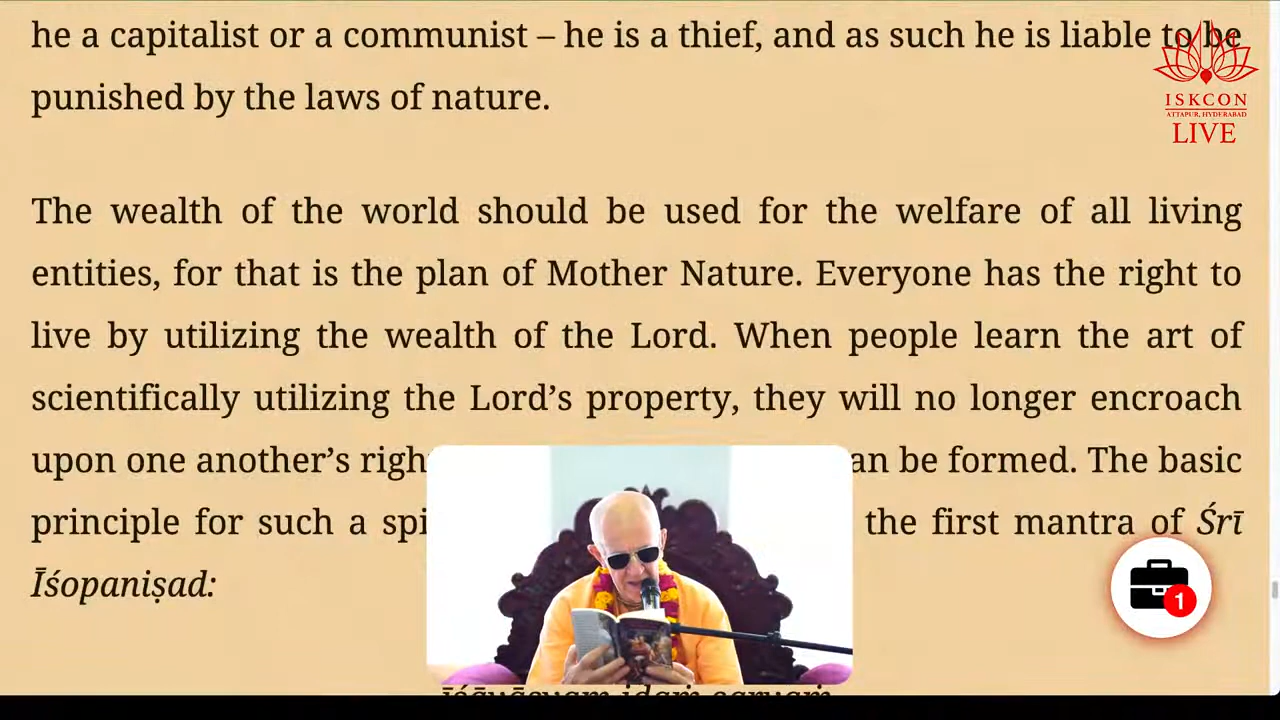 he a capitalist or a communist – he is a thief, and as such he is liable to be
punished by the laws of nature.
The wealth of the world should be used for the welfare of all living
entities, for that is the plan of Mother Nature. Everyone has the right to
live by utilizing the wealth of the Lord. When people learn the art of
scientifically utilizing the Lord’s property, they will no longer encroach
upon one another’s an be formed. The basic
principle for such a the first mantra of Śrī
Īśopaniṣad:
ISKCON
ATTAPUR, HYDERABAD
LIVE
1